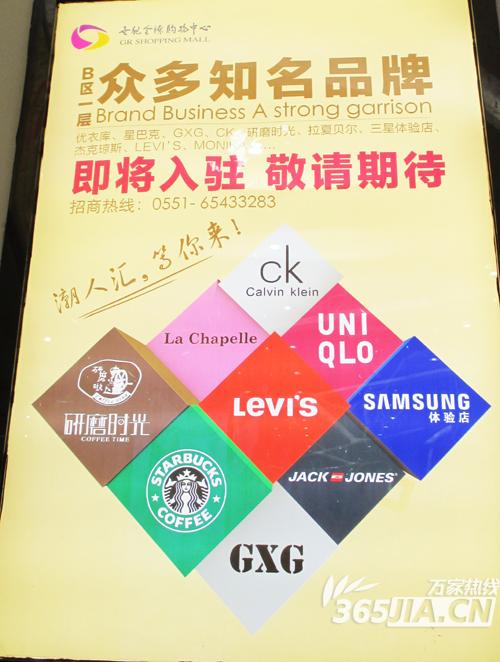 世纪金源购物中心
GR SHOPPING MALL
B区一层
众多知名品牌
Brand Business A strong garrison
优衣库、星巴克、GXG、CK、研磨时光、拉夏贝尔、三星体验店、
杰克琼斯、LEVI'S、MONI
即将入驻 敬请期待
招商热线：0551- 65433283
潮人汇,等你来!
ck
Calvin klein
La Chapelle
UNI
QLO
研磨时光
COFFEE TIME
LEVI'S
SAMSUNG
体验店
STARBUCKS
COFFEE
JACK JONES
GXG
万家热线
365JIA.CN